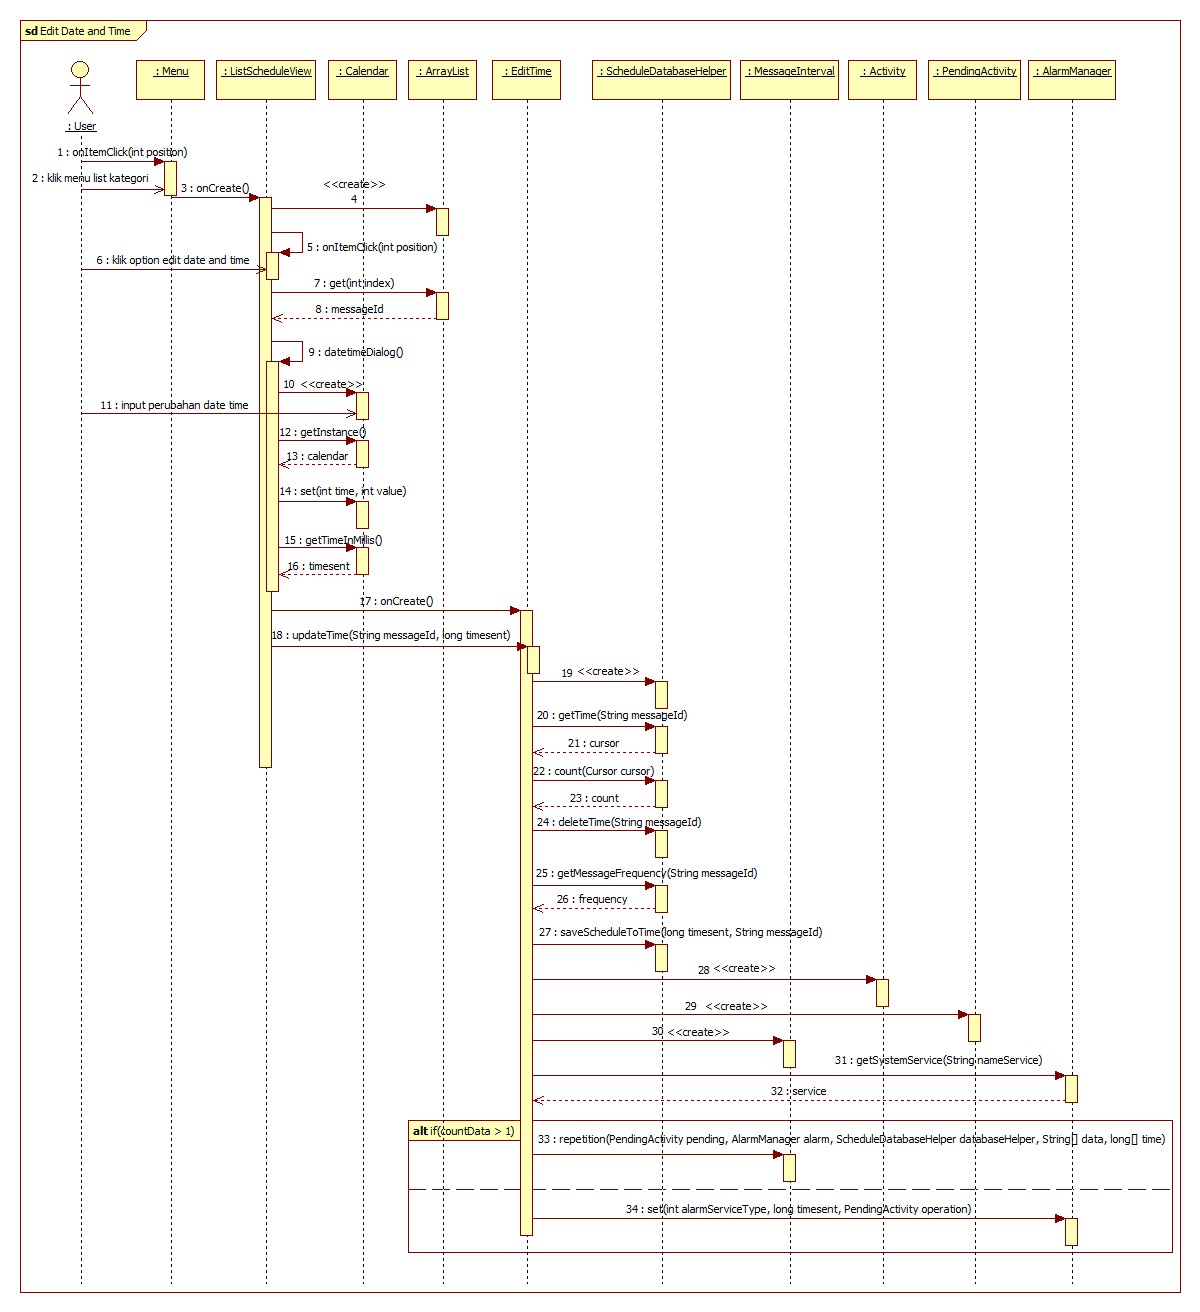 sd Edit Date and Time
: Menu
: ListScheduleView
: Calendar
: ArrayList
: EditTime
: ScheduleDatabaseHelper
: MessageInterval
: Activity
: PendingActivity
: AlarmManager
: User
1 : onItemClick(int position)
2 : klik menu list kategori
3 : onCreate()
<<create>>
4
5 : onItemClick(int position)
6 : klik option edit date and time
7 : get(int index)
8 : messageId
9 : datetimeDialog()
10 <<create>>
11 : input perubahan date time
12 : getInstance()
13 : calendar
14 : set(int time, int value)
15 : getTimeInMillis()
16 : timesent
17 : onCreate()
18 : updateTime(String messageId, long timesent)
19 <<create>>
20 : getTime(String messageId)
21 : cursor
22 : count(Cursor cursor)
23 : count
24 : deleteTime(String messageId)
25 : getMessageFrequency(String messageId)
26 : frequency
27 : saveScheduleToTime(long timesent, String messageId)
28 <<create>>
29 <<create>>
30 <<create>>
31 : getSystemService(String nameService)
32 : service
alt if(countData > 1)
33 : repetition(PendingActivity pending, AlarmManager alarm, ScheduleDatabaseHelper databaseHelper, String[] data, long[] time)
34 : set(int alarmServiceType, long timesent, PendingActivity operation)